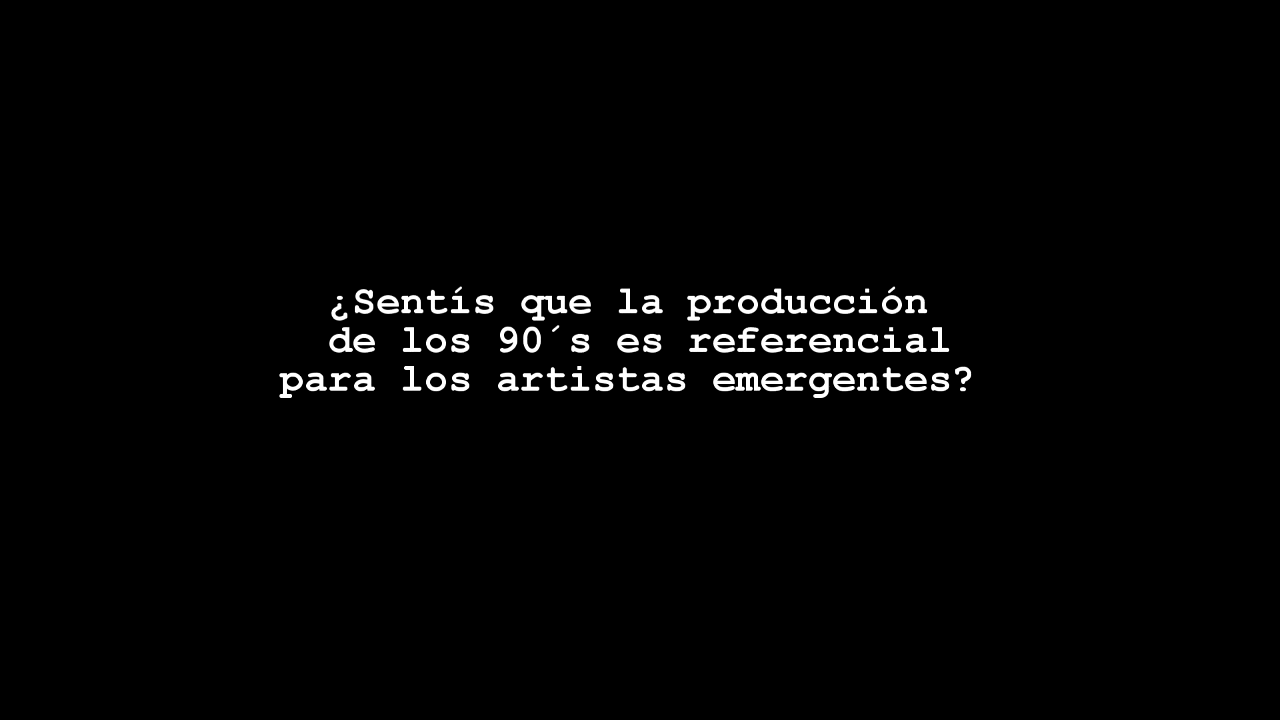 ¿Sentís que la producción
de los 90´s es referencial
para los artistas emergentes?